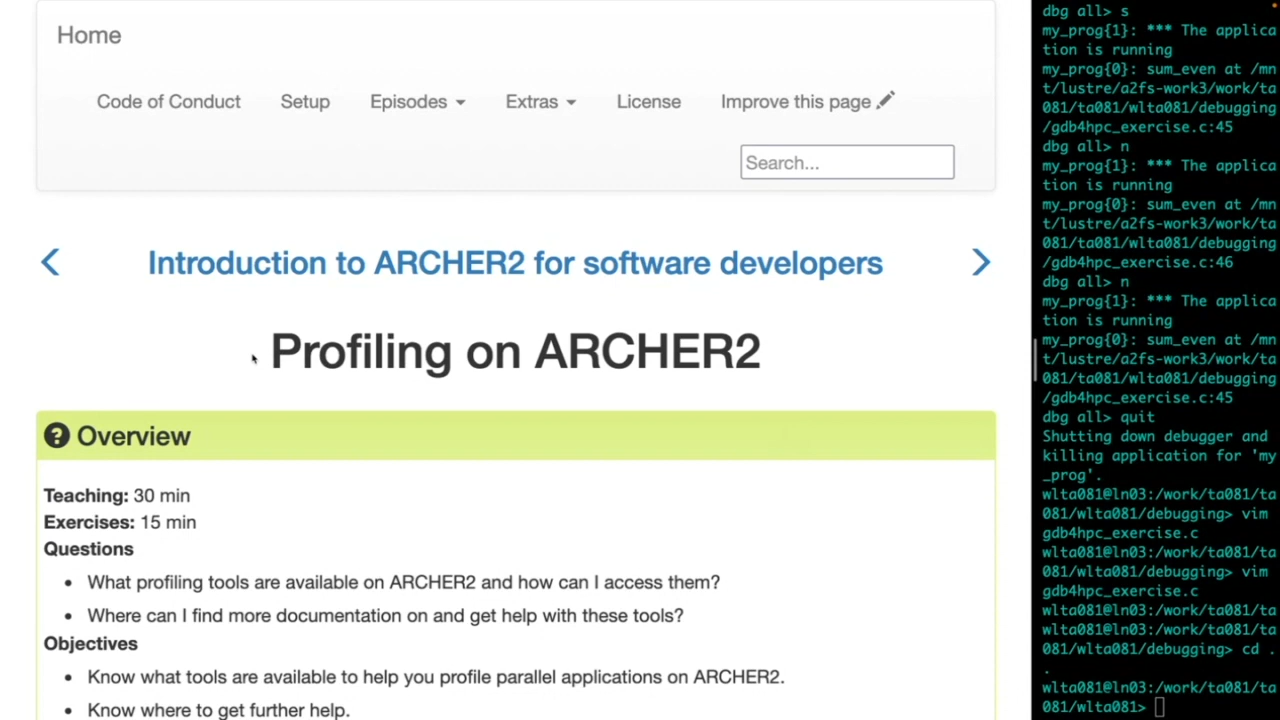 Home
Code of Conduct
Setup
Episodes
Extras
License
Improve this page
Search...
Introduction to ARCHER2 for software developers
Profiling on ARCHER2
Overview
Teaching: 30 min
Exercises: 15 min
Questions
What profiling tools are available on ARCHER2 and how can I access them?
Where can I find more documentation on and get help with these tools?
Objectives
Know what tools are available to help you profile parallel applications on ARCHER2.
Know where to get further help.
dbg all> s
my_prog{1}: *** The applica
tion is running
my_prog{0}: sum_even at /mn
t/lustre/a2fs-work3/work/ta
081/ta081/wlta081/debugging
/gdb4hpc_exercise.c:45
dbg all> n
my_prog{1}: *** The applica
tion is running
my_prog{0}: sum_even at /mn
t/lustre/a2fs-work3/work/ta
081/ta081/wlta081/debugging
/gdb4hpc_exercise.c:46
dbg all> n
my_prog{1}: *** The applica
tion is running
my_prog{0}: sum_even at /mn
t/lustre/a2fs-work3/work/ta
081/ta081/wlta081/debugging
/gdb4hpc_exercise.c:45
dbg all> quit
Shutting down debugger and
killing application for 'my
_prog'.
wlta081@ln03:/work/ta081/ta
081/wlta081/debugging> vim
gdb4hpc_exercise.c
wlta081@ln03:/work/ta081/ta
081/wlta081/debugging> vim
gdb4hpc_exercise.c
wlta081@ln03:/work/ta081/ta
wlta081@ln03:/work/ta081/ta
081/wlta081/debugging> cd .
.
wlta081@ln03:/work/ta081/ta
081/wlta081>